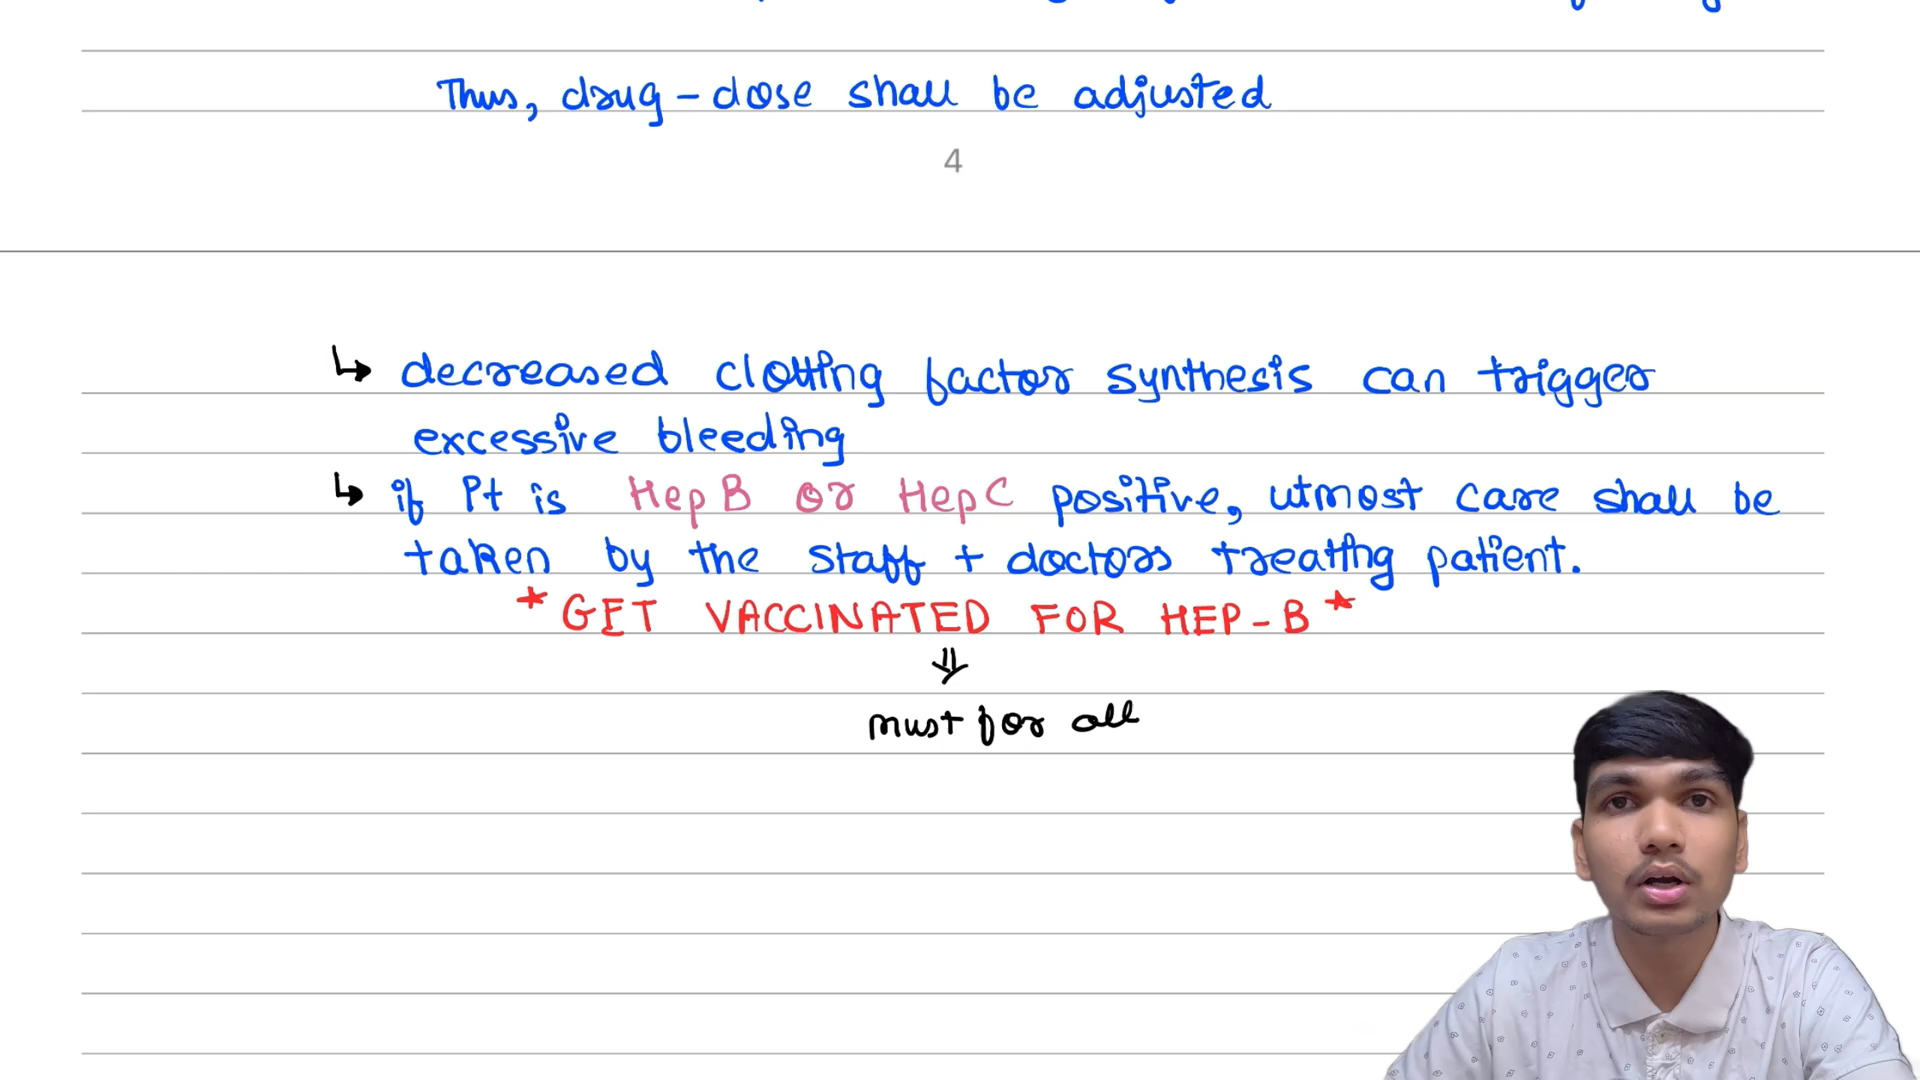 Thus, drug-dose shall be adjusted
4
↳ decreased clotting factor synthesis can trigger
excessive bleeding
↳ if Pt is Hep B or Hep C positive, utmost care shall be
taken by the staff + doctors treating patient.
* GET VACCINATED FOR HEP-B *
⇓
must for all